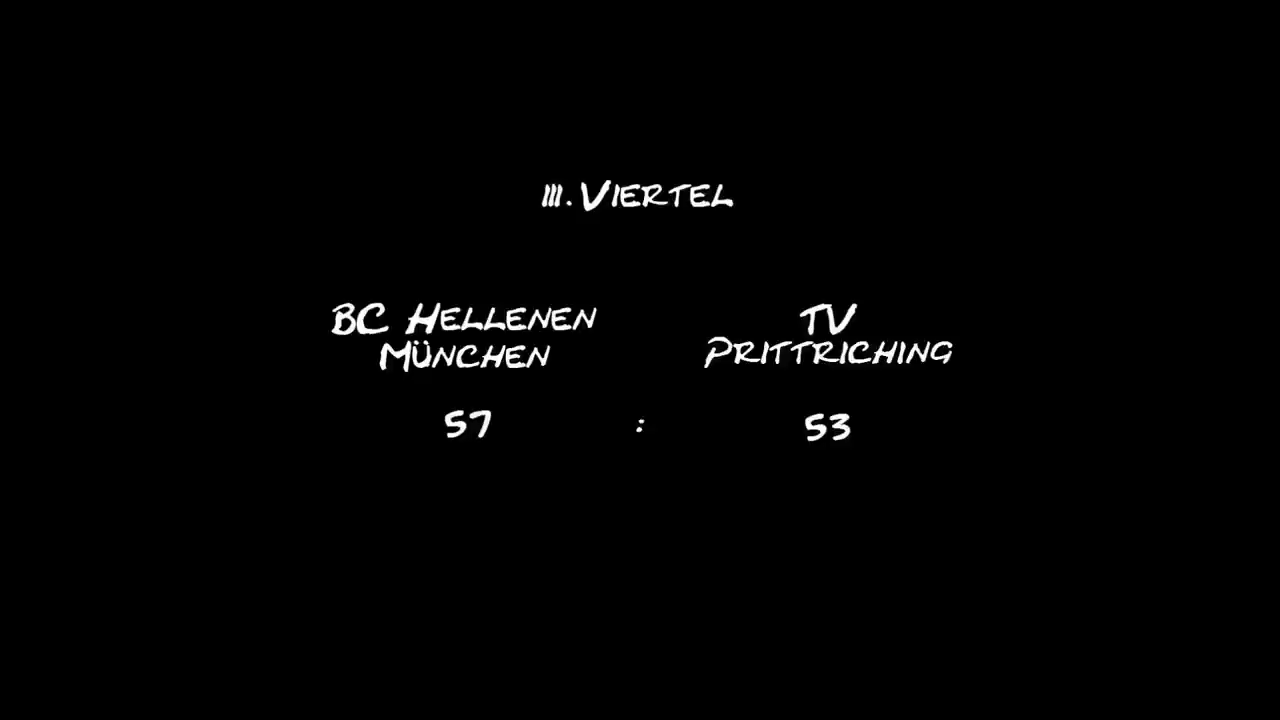 III. Viertel
BC Hellenen
München
TV
Prittriching
57 : 53